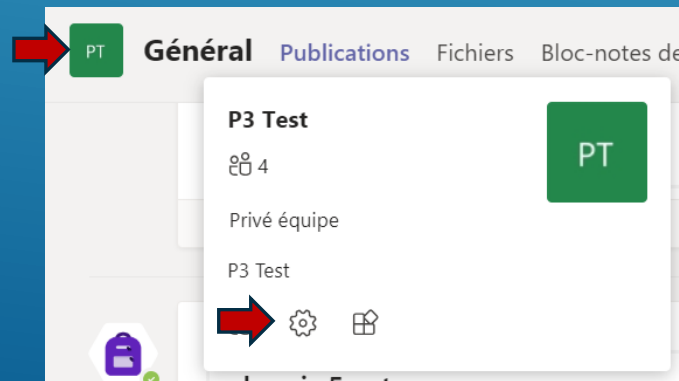 PT Général Publications Fichiers Bloc-notes de
P3 Test
PT
4
Privé équipe
P3 Test